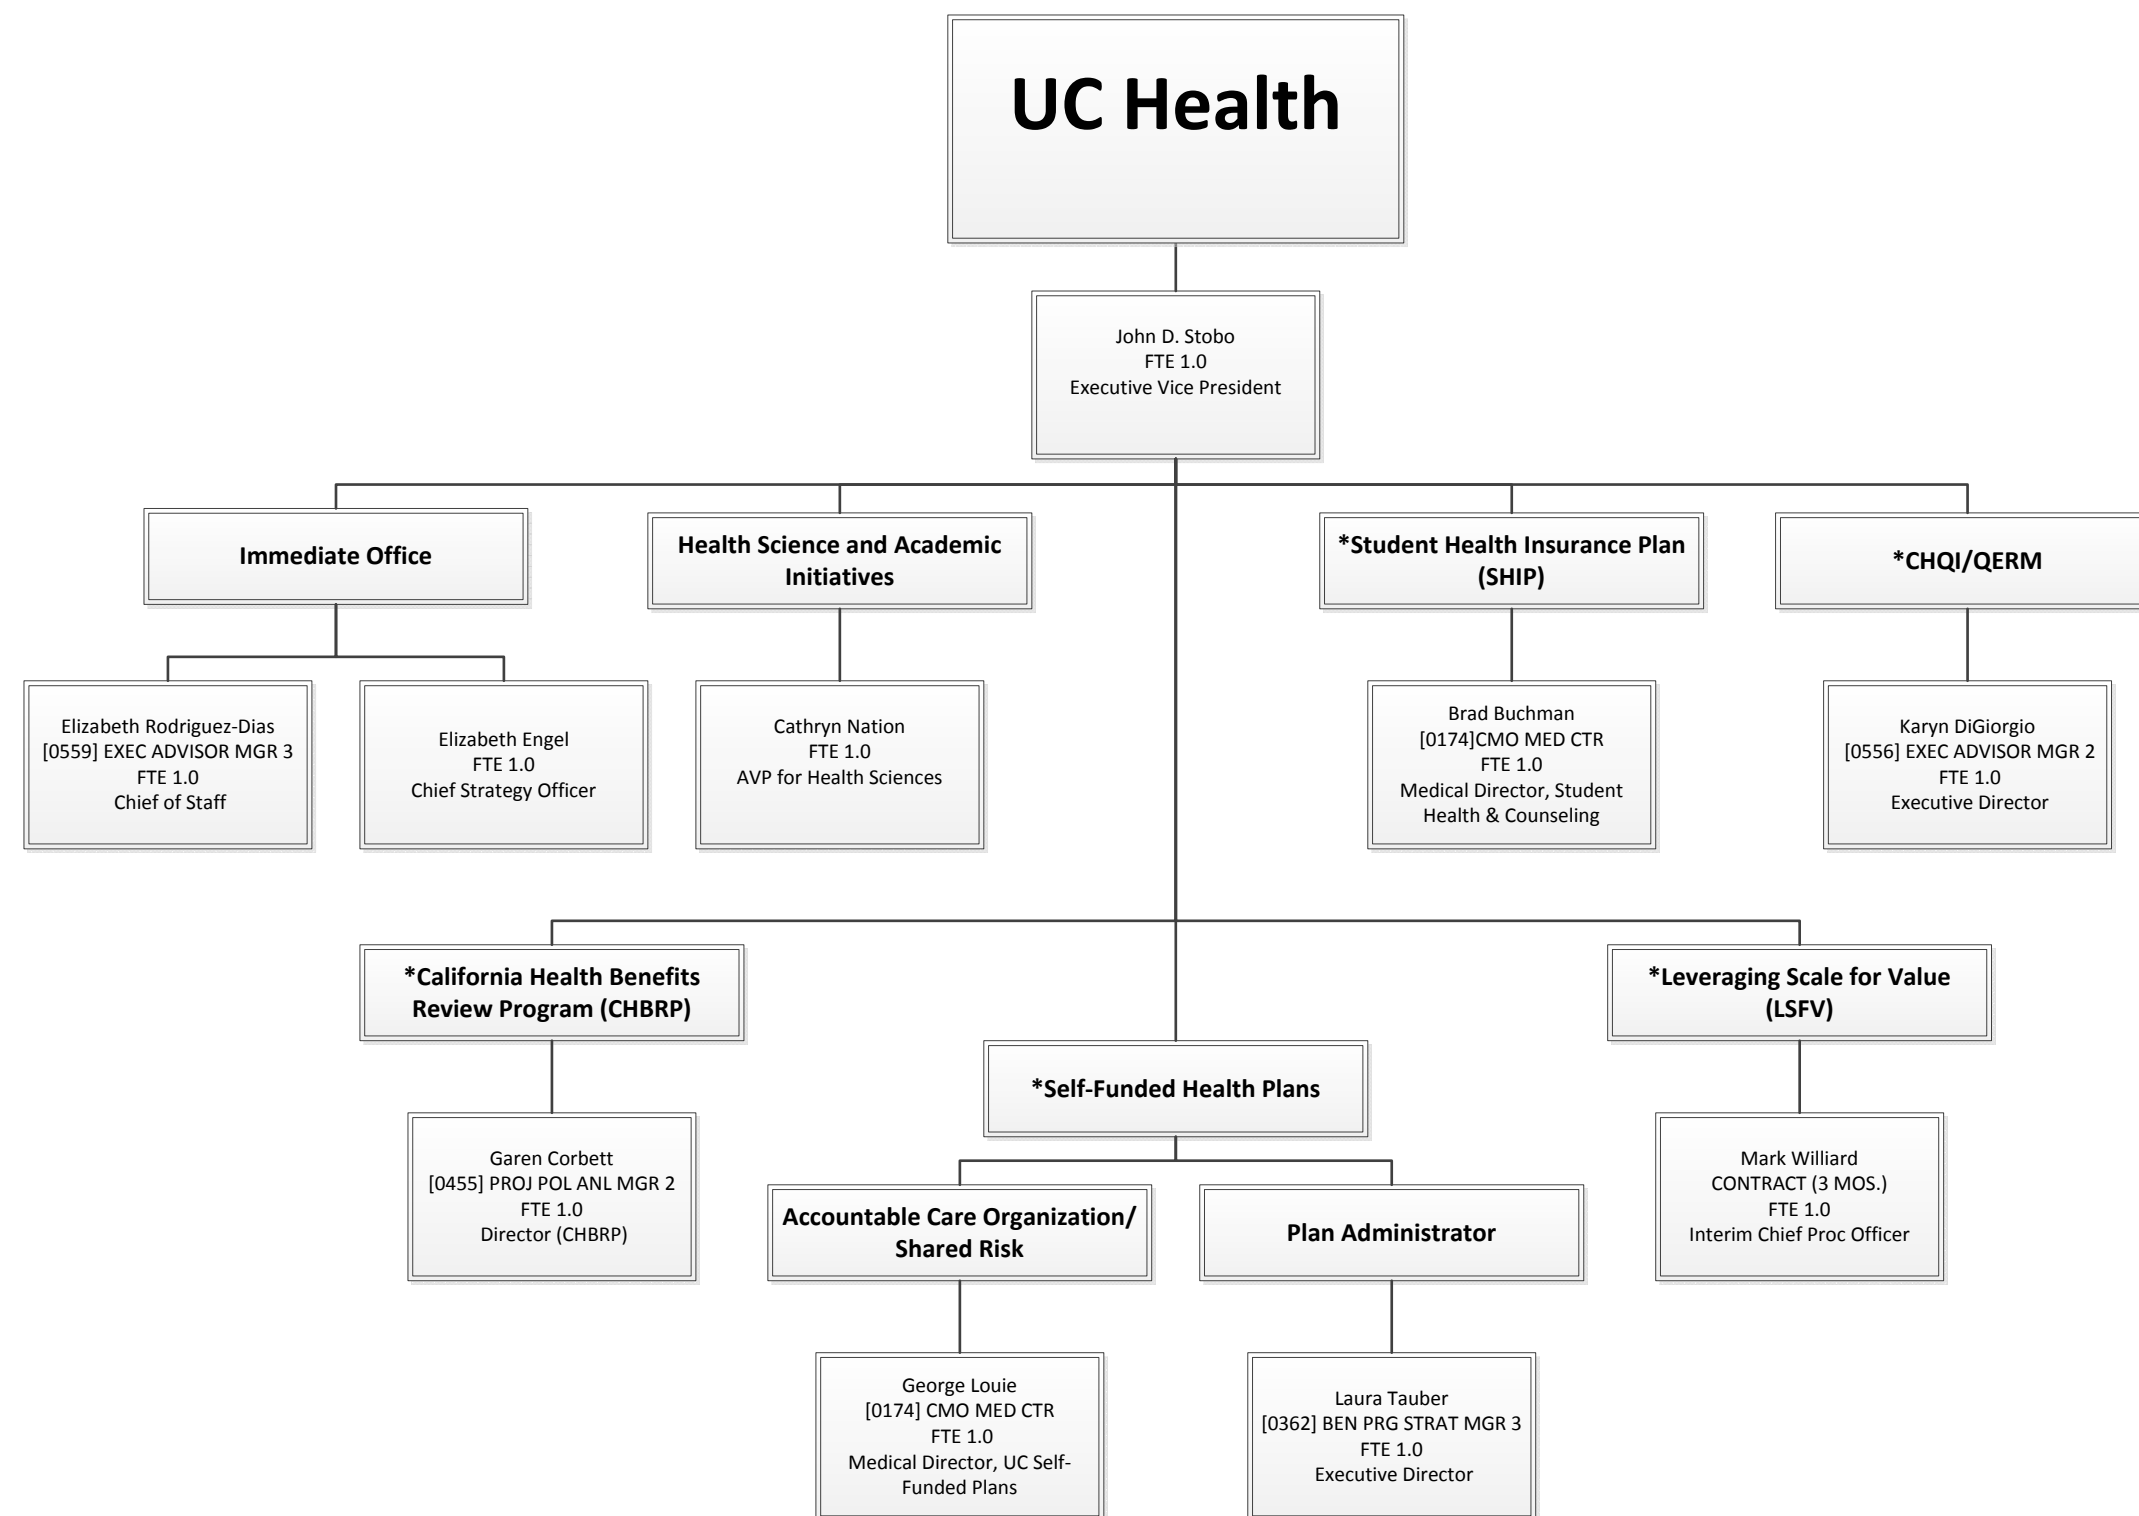 UC Health
John D. Stobo
FTE 1.0
Executive Vice President
Immediate Office
Health Science and Academic
Initiatives
*Student Health Insurance Plan
(SHIP)
*CHQI/QERM
Elizabeth Rodriguez-Dias
[0559] EXEC ADVISOR MGR 3
FTE 1.0
Chief of Staff
Elizabeth Engel
FTE 1.0
Chief Strategy Officer
Cathryn Nation
FTE 1.0
AVP for Health Sciences
Brad Buchman
[0174]CMO MED CTR
FTE 1.0
Medical Director, Student
Health & Counseling
Karyn DiGiorgio
[0556] EXEC ADVISOR MGR 2
FTE 1.0
Executive Director
*California Health Benefits
Review Program (CHBRP)
*Leveraging Scale for Value
(LSFV)
*Self-Funded Health Plans
Garen Corbett
[0455] PROJ POL ANL MGR 2
FTE 1.0
Director (CHBRP)
Mark Williard
CONTRACT (3 MOS.)
FTE 1.0
Interim Chief Proc Officer
Accountable Care Organization/
Shared Risk
Plan Administrator
George Louie
[0174] CMO MED CTR
FTE 1.0
Medical Director, UC Self-
Funded Plans
Laura Tauber
[0362] BEN PRG STRAT MGR 3
FTE 1.0
Executive Director